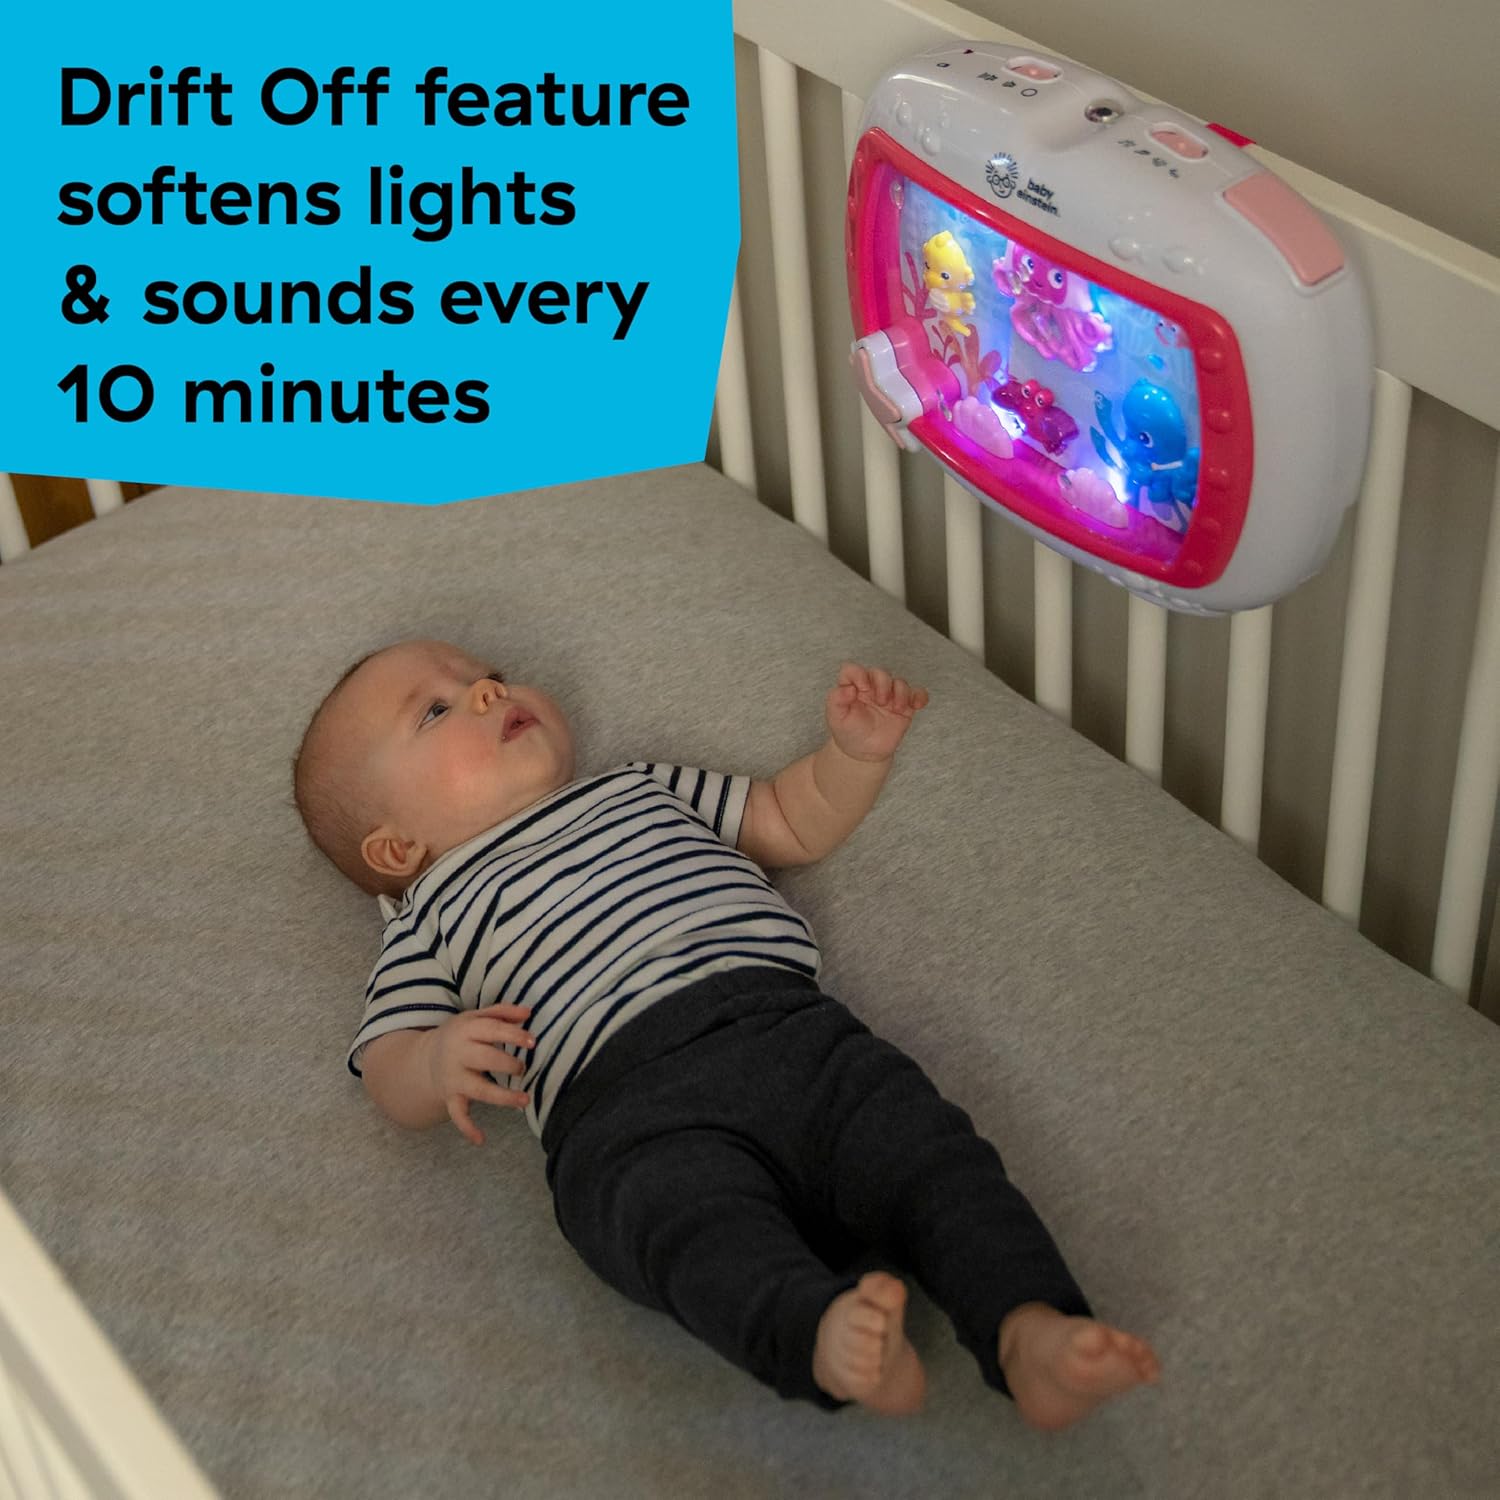 Drift Off feature
softens lights
& sounds every
10 minutes
baby
einstein